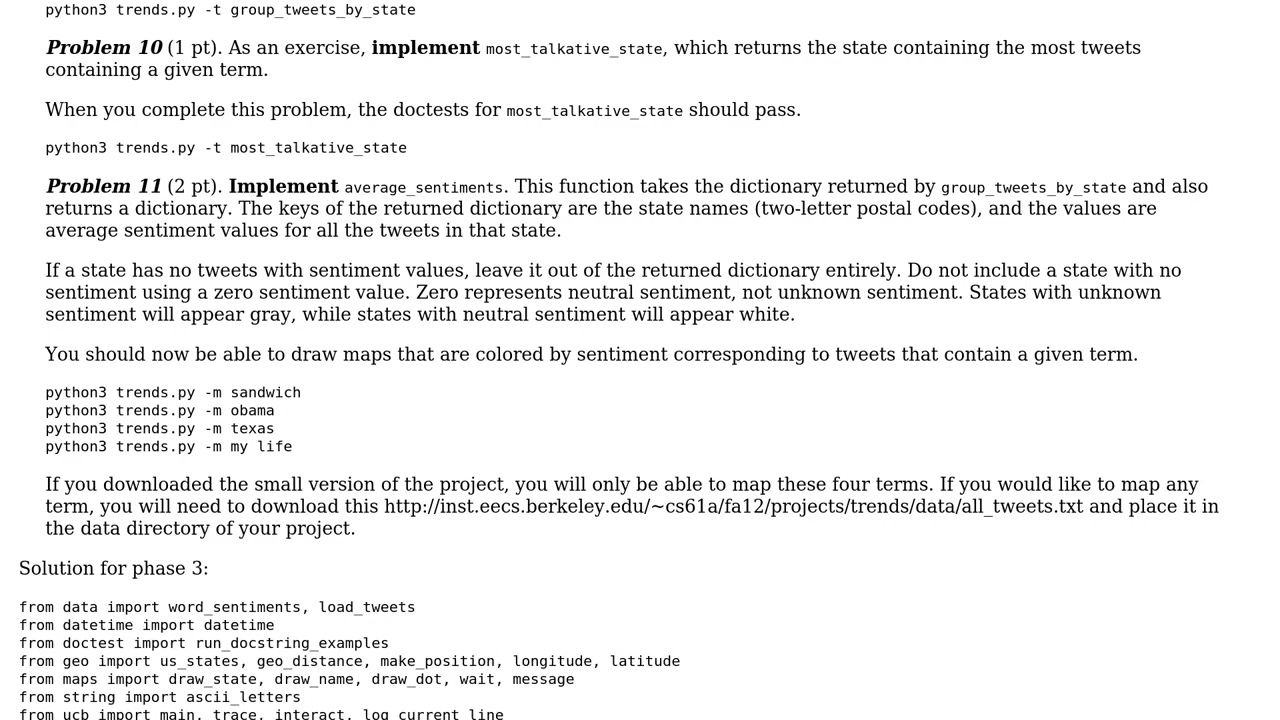 python3 trends.py -t group_tweets_by_state
Problem 10 (1 pt). As an exercise, implement most_talkative_state, which returns the state containing the most tweets
containing a given term.
When you complete this problem, the doctests for most_talkative_state should pass.
python3 trends.py -t most_talkative_state
Problem 11 (2 pt). Implement average_sentiments. This function takes the dictionary returned by group_tweets_by_state and also
returns a dictionary. The keys of the returned dictionary are the state names (two-letter postal codes), and the values are
average sentiment values for all the tweets in that state.
If a state has no tweets with sentiment values, leave it out of the returned dictionary entirely. Do not include a state with no
sentiment using a zero sentiment value. Zero represents neutral sentiment, not unknown sentiment. States with unknown
sentiment will appear gray, while states with neutral sentiment will appear white.
You should now be able to draw maps that are colored by sentiment corresponding to tweets that contain a given term.
python3 trends.py -m sandwich
python3 trends.py -m obama
python3 trends.py -m texas
python3 trends.py -m my life
If you downloaded the small version of the project, you will only be able to map these four terms. If you would like to map any
term, you will need to download this http://inst.eecs.berkeley.edu/~cs61a/fa12/projects/trends/data/all_tweets.txt and place it in
the data directory of your project.
Solution for phase 3:
from data import word_sentiments, load_tweets
from datetime import datetime
from doctest import run_docstring_examples
from geo import us_states, geo_distance, make_position, longitude, latitude
from maps import draw_state, draw_name, draw_dot, wait, message
from string import ascii_letters
from ucb import main, trace, interact, log_current_line